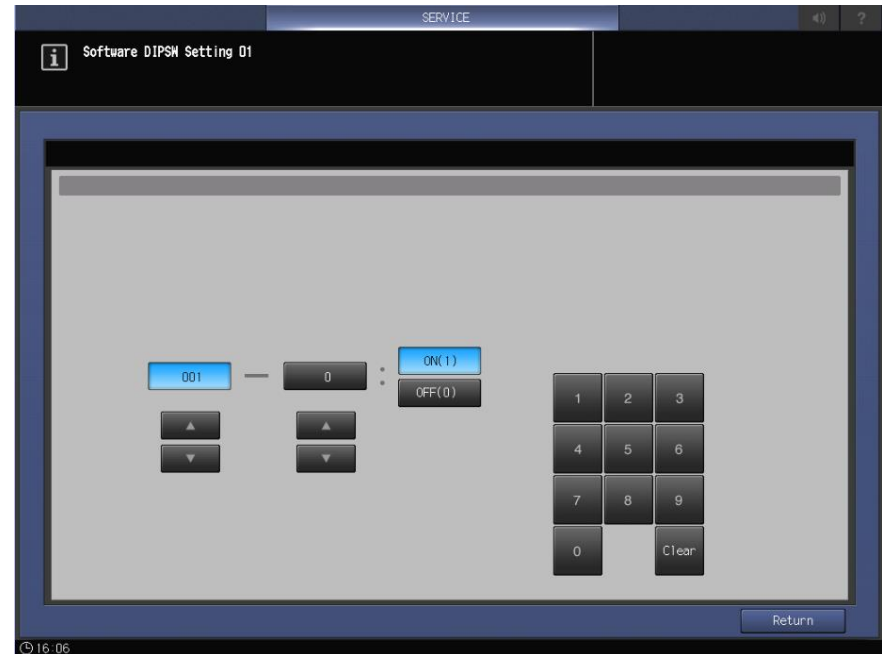 SERVICE
?
i
Software DIPSW Setting 01
001 — 0 : ON(1)
OFF(0)
▲ ▲
▼ ▼
1 2 3
4 5 6
7 8 9
0 Clear
Return
16:06